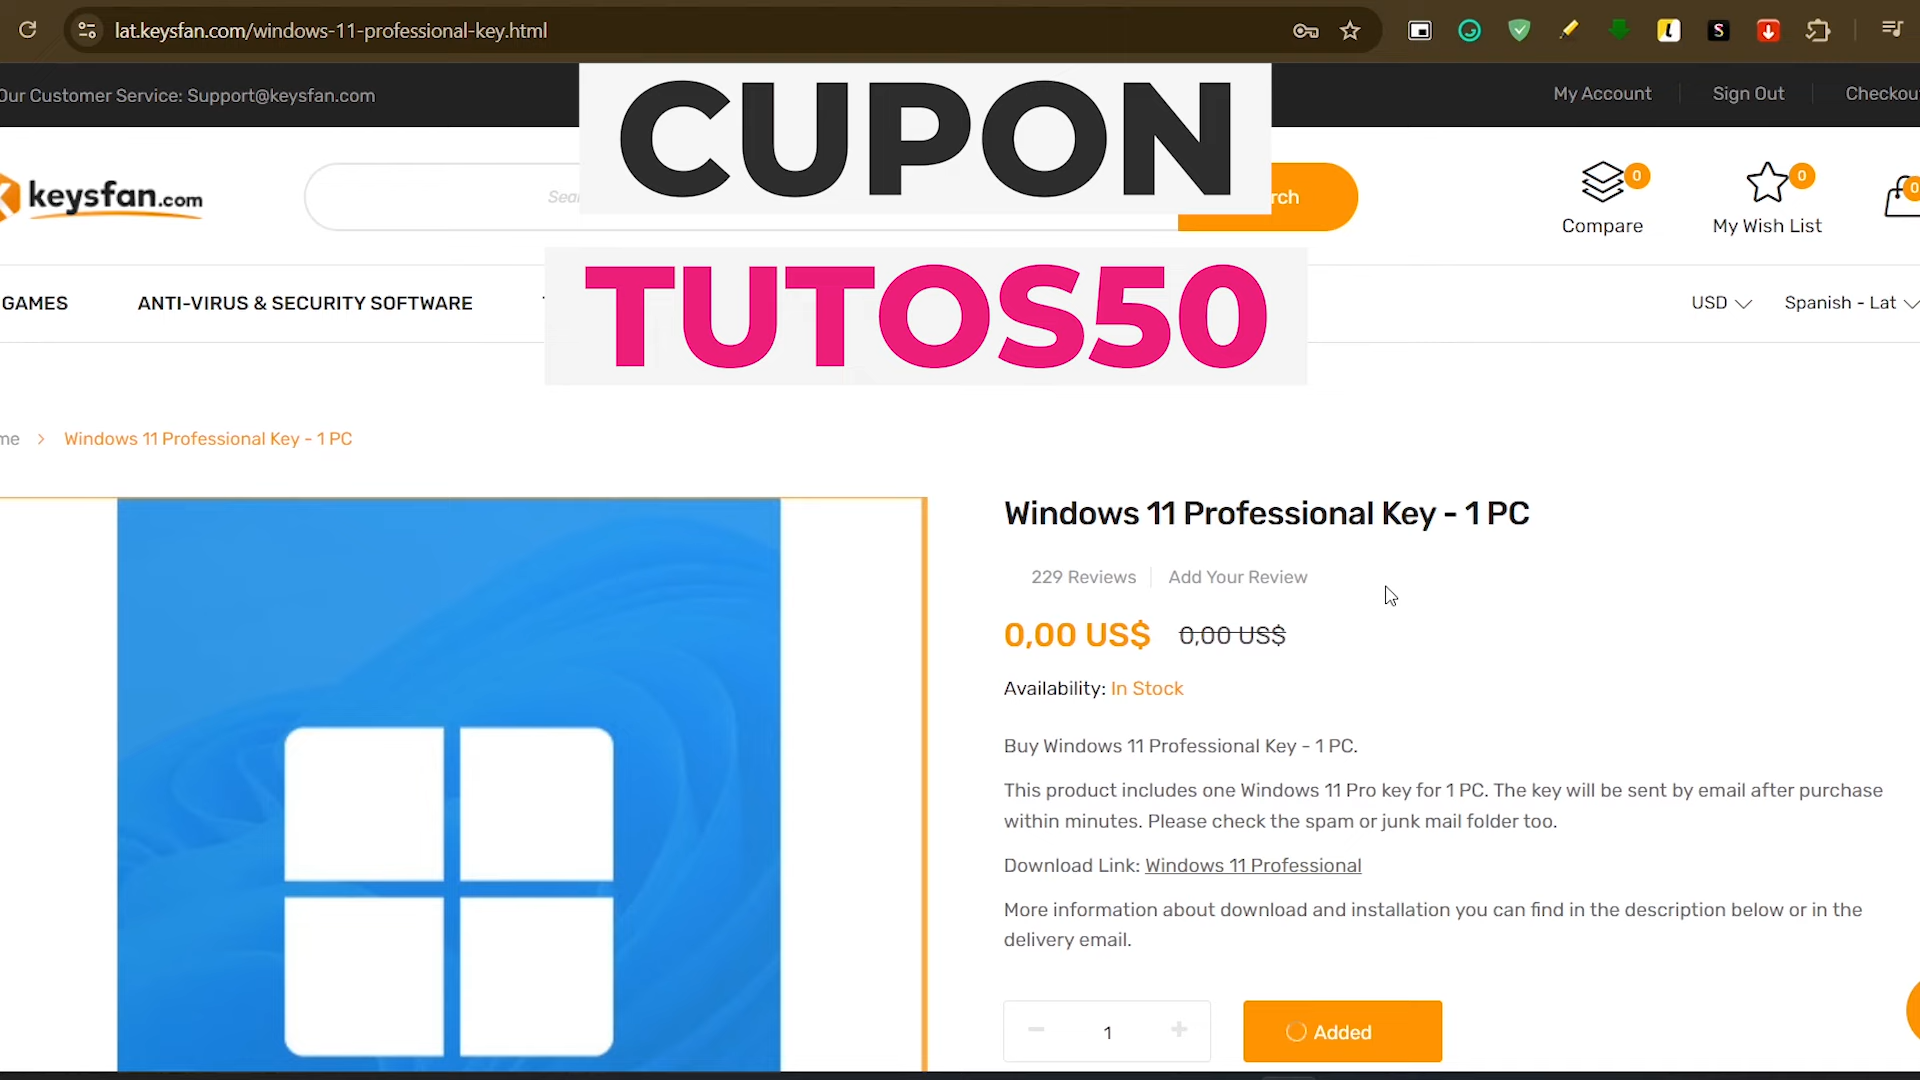 lat.keysfan.com/windows-11-professional-key.html
Our Customer Service: Support@keysfan.com
My Account
Sign Out
CUPON
keysfan.com
0
0
0
Compare
My Wish List
TUTOS50
GAMES
ANTI-VIRUS & SECURITY SOFTWARE
USD
Spanish - Lat
Windows 11 Professional Key - 1 PC
Windows 11 Professional Key - 1 PC
229 Reviews
Add Your Review
0,00 US$ 0,00 US$
Availability: In Stock
Buy Windows 11 Professional Key - 1 PC.
This product includes one Windows 11 Pro key for 1 PC. The key will be sent by email after purchase
within minutes. Please check the spam or junk mail folder too.
Download Link: Windows 11 Professional
More information about download and installation you can find in the description below or in the
delivery email.
1
Added